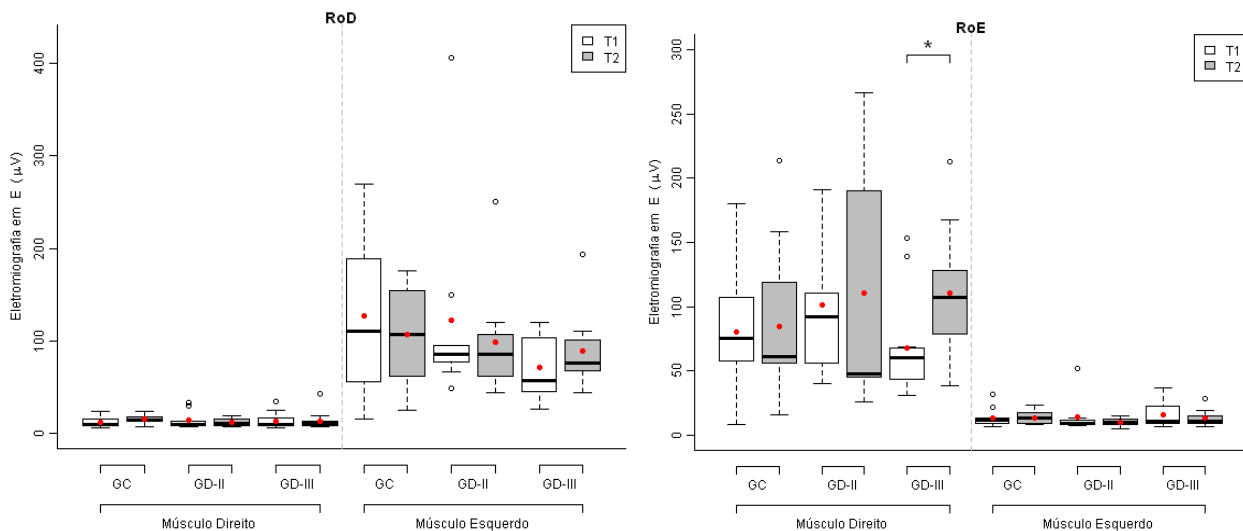 RoD
T1
T2
Eletromiografia em E (μV)
400
300
200
100
0
GC
GD-II
GD-III
GC
GD-II
GD-III
Músculo Direito
Músculo Esquerdo
RoE
T1
T2
*
Eletromiografia em E (μV)
300
250
200
150
100
50
0
GC
GD-II
GD-III
GC
GD-II
GD-III
Músculo Direito
Músculo Esquerdo